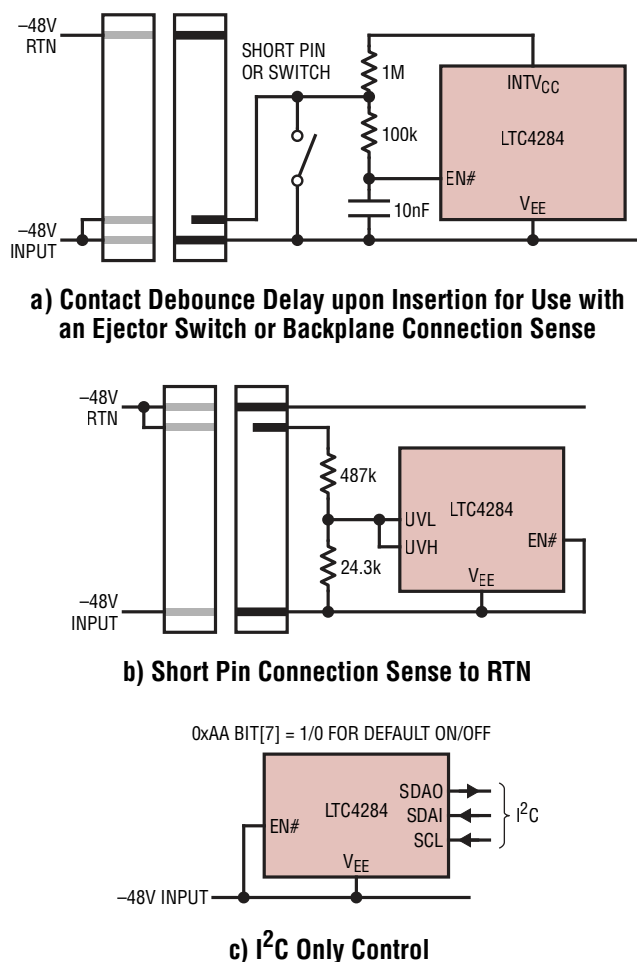 –48V
RTN
SHORT PIN
OR SWITCH
1M
INTVCC
LTC4284
100k
EN#
VEE
10nF
–48V
INPUT
a) Contact Debounce Delay upon Insertion for Use with
an Ejector Switch or Backplane Connection Sense
–48V
RTN
487k
UVL
LTC4284
UVH
EN#
24.3k
VEE
–48V
INPUT
b) Short Pin Connection Sense to RTN
0xAA BIT[7] = 1/0 FOR DEFAULT ON/OFF
SDAO
EN#
LTC4284
SDAI
I²C
SCL
VEE
–48V INPUT
c) I²C Only Control